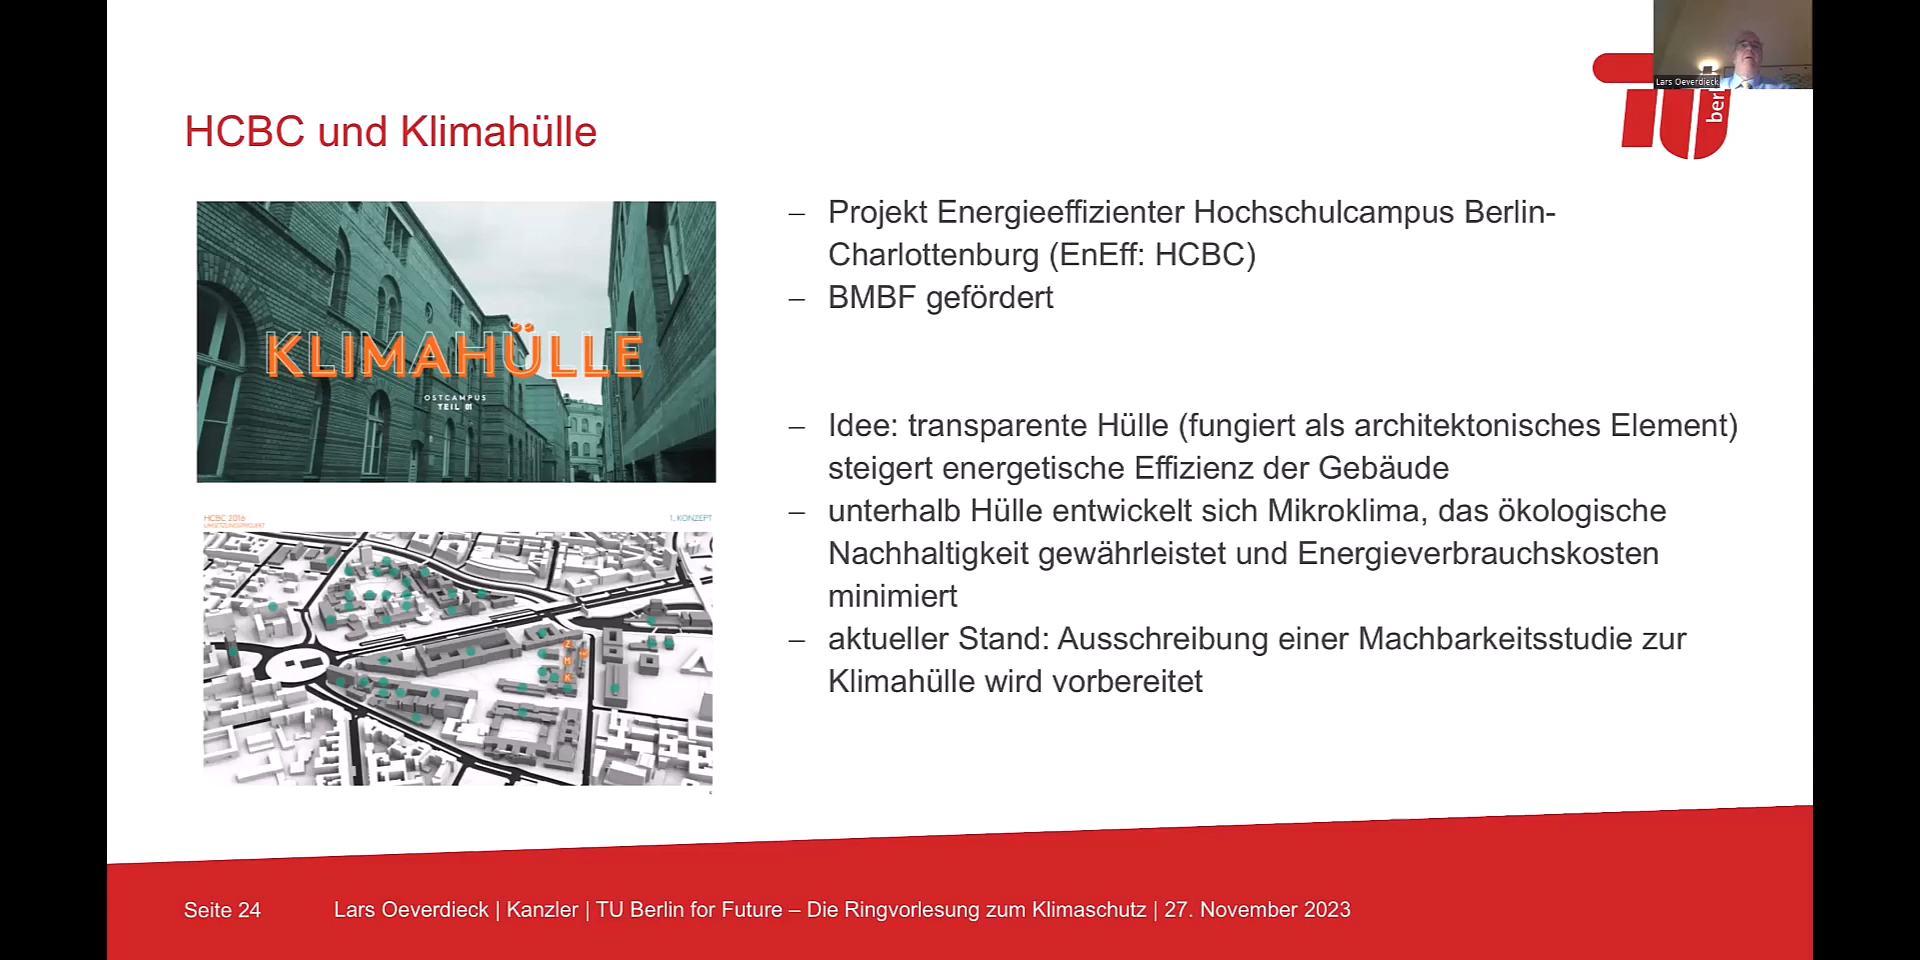 Lars Oeverdieck
berl
HCBC und Klimahülle
KLIMAHÜLLE
OSTCAMPUS
TEIL 01
HCBC 2016
UMSETZUNGSPROJEKT
1. KONZEPT
Z
M
K
– Projekt Energieeffizienter Hochschulcampus Berlin-
Charlottenburg (EnEff: HCBC)
– BMBF gefördert
– Idee: transparente Hülle (fungiert als architektonisches Element)
steigert energetische Effizienz der Gebäude
– unterhalb Hülle entwickelt sich Mikroklima, das ökologische
Nachhaltigkeit gewährleistet und Energieverbrauchskosten
minimiert
– aktueller Stand: Ausschreibung einer Machbarkeitsstudie zur
Klimahülle wird vorbereitet
Seite 24
Lars Oeverdieck | Kanzler | TU Berlin for Future – Die Ringvorlesung zum Klimaschutz | 27. November 2023